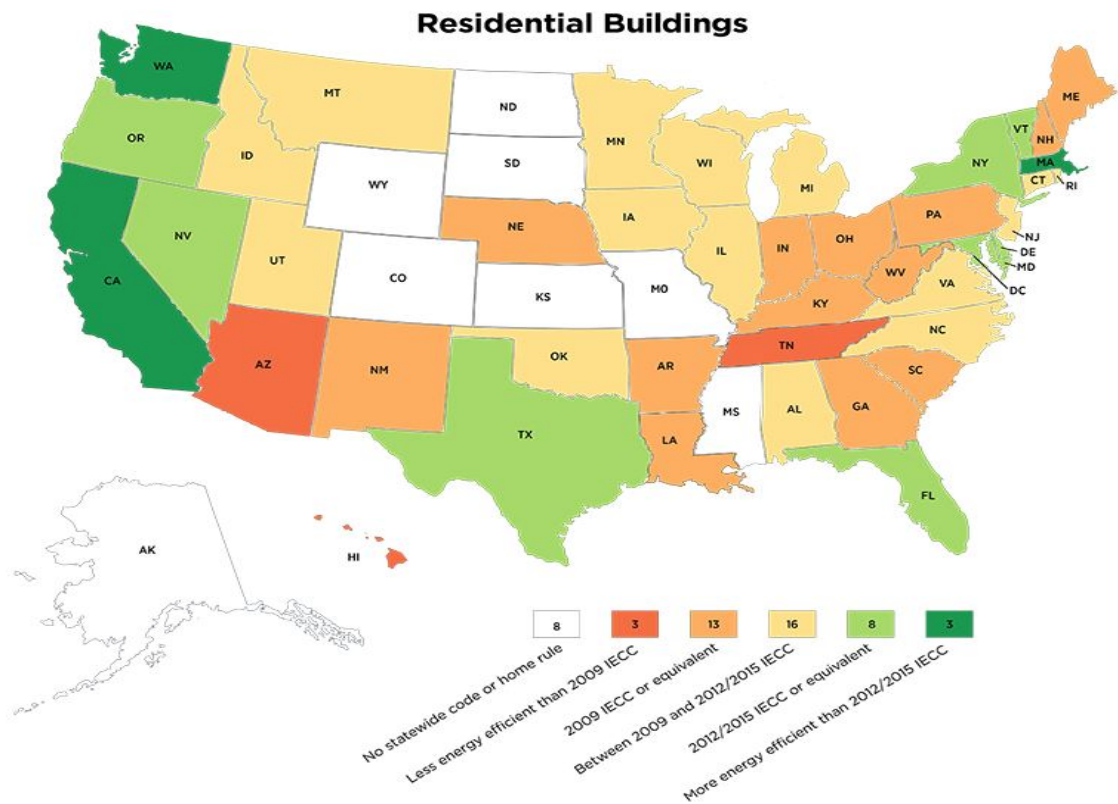 Residential Buildings
WA
MT
ND
ME
OR
ID
MN
VT
NH
SD
WI
NY
MA
WY
MI
CT
RI
IA
PA
NE
NV
NJ
UT
IL
IN
OH
DE
CO
WV
MD
CA
KS
MO
VA
DC
KY
NC
TN
OK
AZ
NM
AR
SC
MS
AL
GA
TX
LA
FL
AK
HI
8
3
13
16
8
3
No statewide code or home rule
Less energy efficient than 2009 IECC
2009 IECC or equivalent
Between 2009 and 2012/2015 IECC
2012/2015 IECC or equivalent
More energy efficient than 2012/2015 IECC